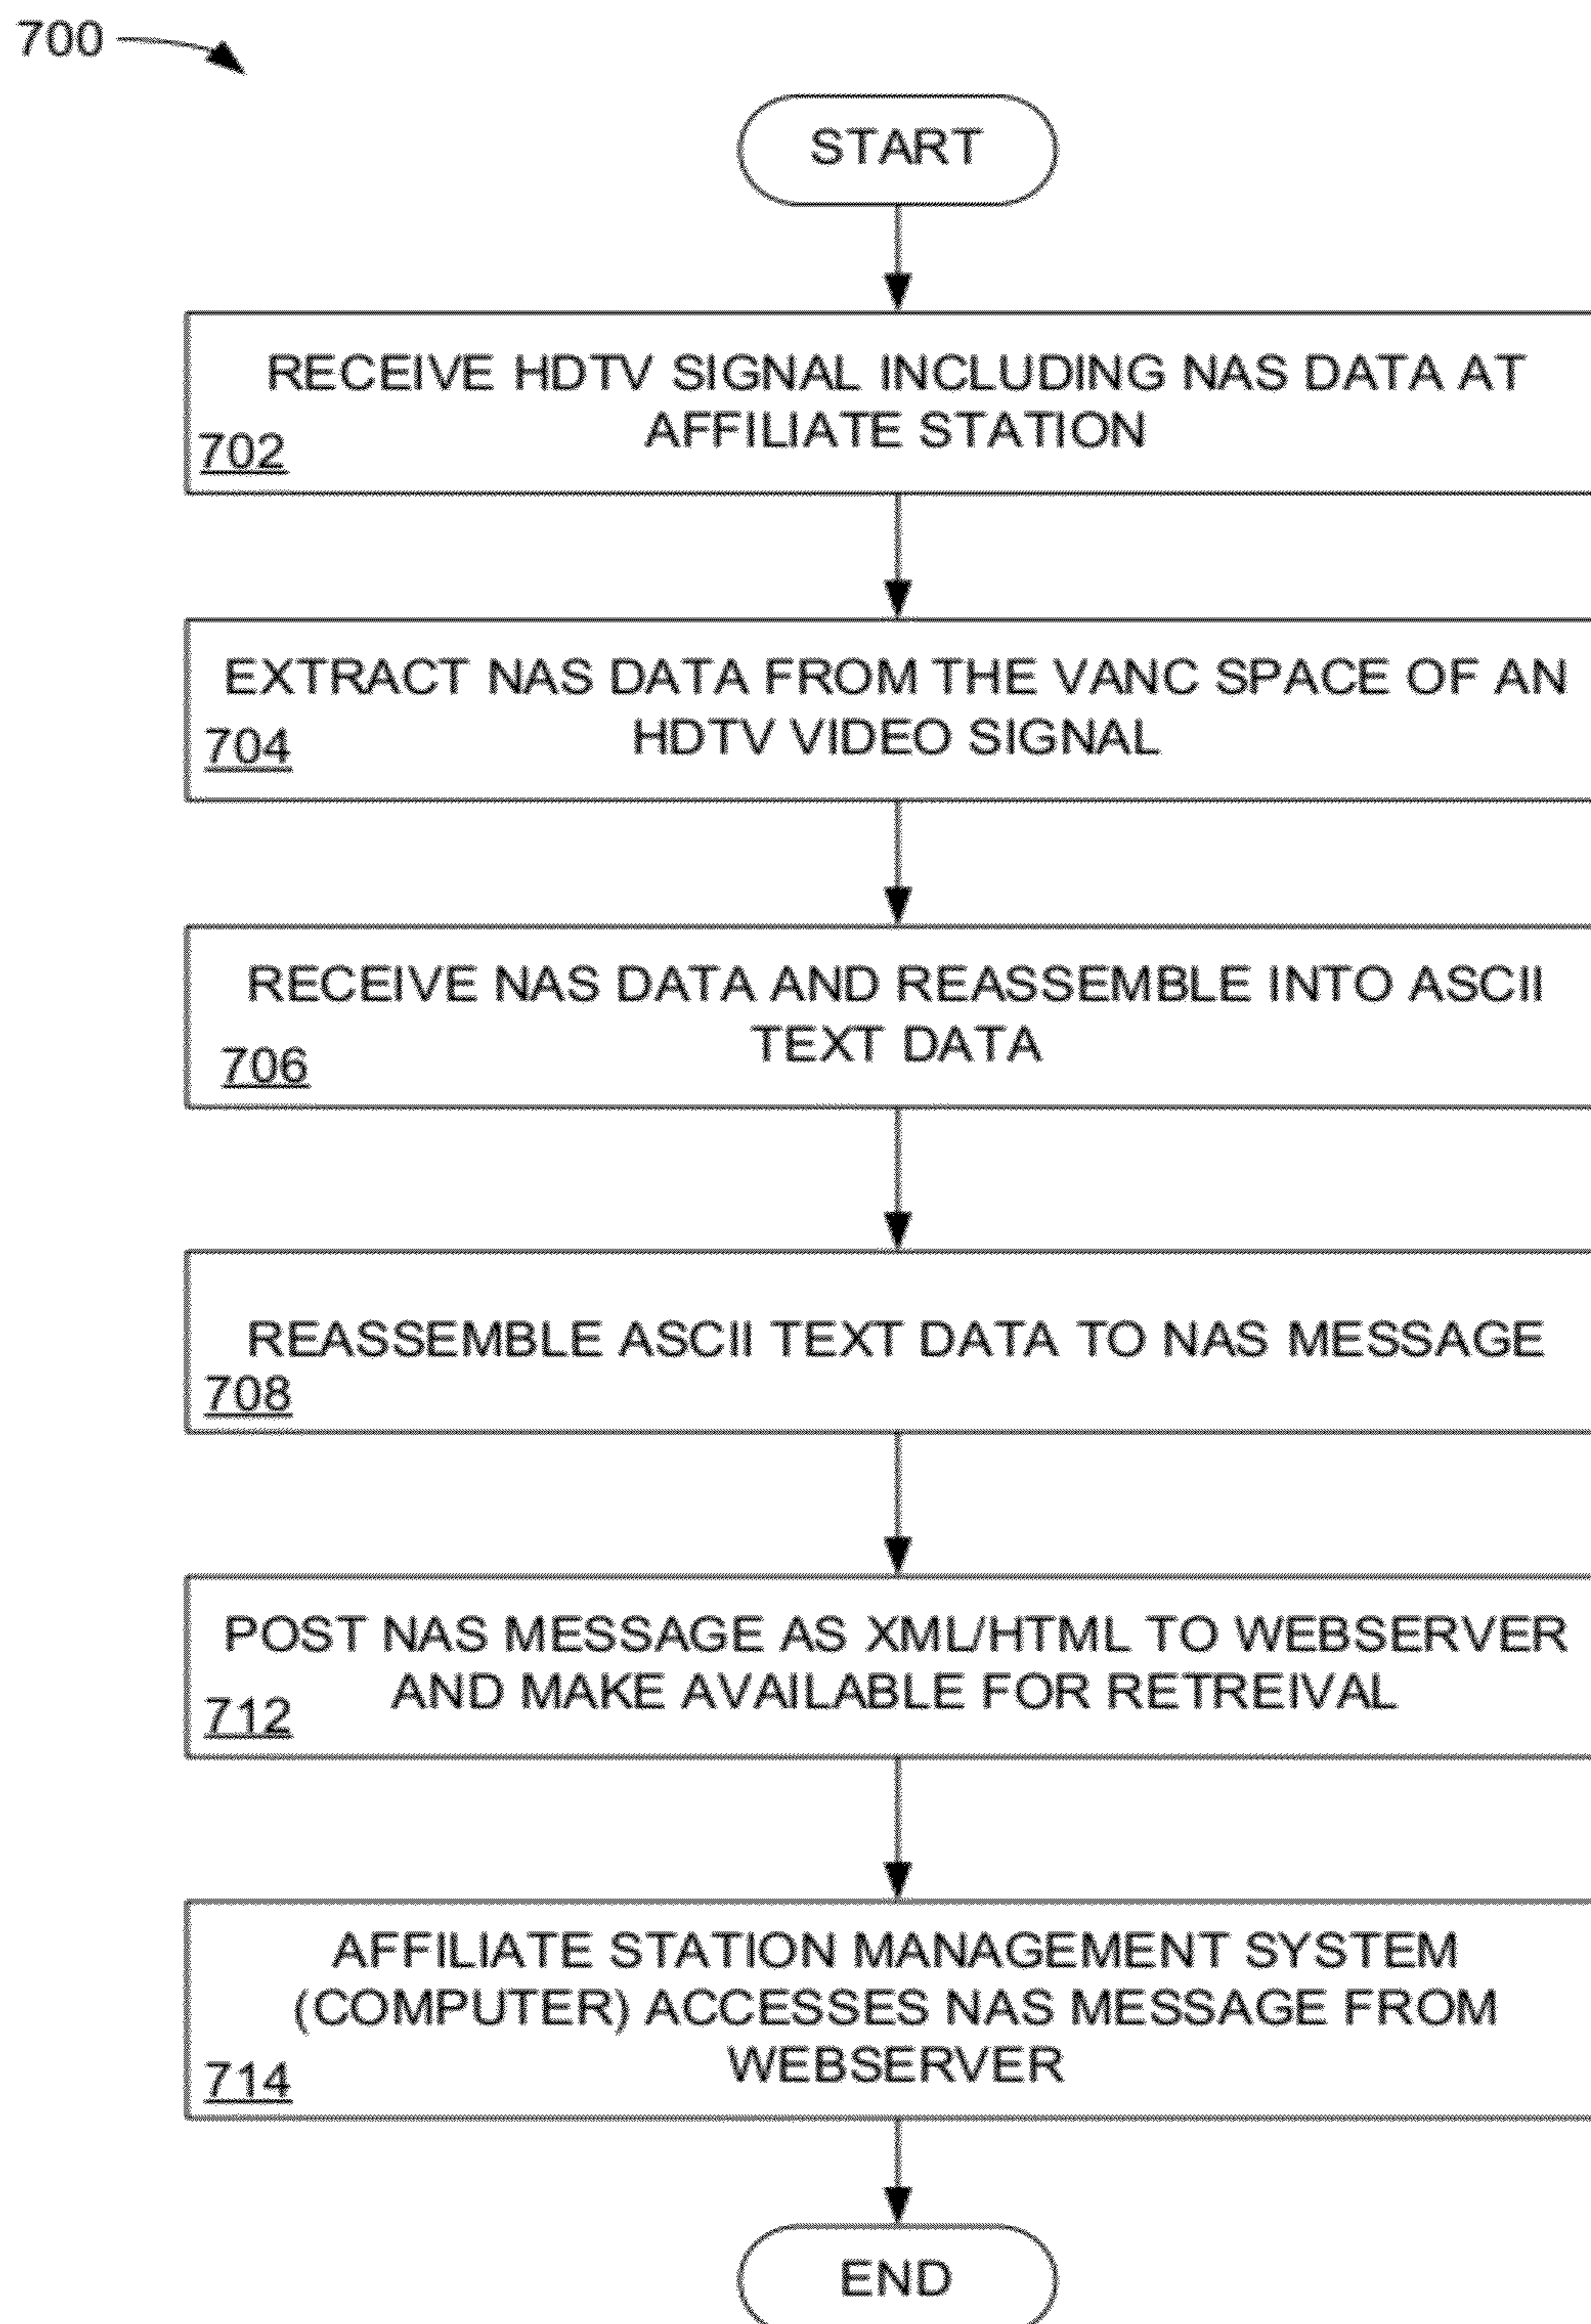 700
START
RECEIVE HDTV SIGNAL INCLUDING NAS DATA AT
AFFILIATE STATION
702
EXTRACT NAS DATA FROM THE VANC SPACE OF AN
HDTV VIDEO SIGNAL
704
RECEIVE NAS DATA AND REASSEMBLE INTO ASCII
TEXT DATA
706
REASSEMBLE ASCII TEXT DATA TO NAS MESSAGE
708
POST NAS MESSAGE AS XML/HTML TO WEBSERVER
AND MAKE AVAILABLE FOR RETREIVAL
712
AFFILIATE STATION MANAGEMENT SYSTEM
(COMPUTER) ACCESSES NAS MESSAGE FROM
WEBSERVER
714
END